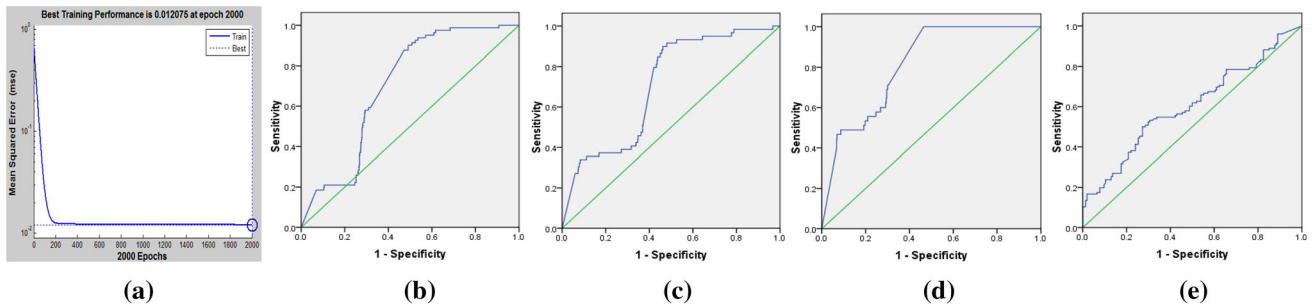 Best Training Performance is 0.012075 at epoch 2000
Train
Best
Mean Squared Error (mse)
10^0
10^-1
10^-2
0 200 400 600 800 1000 1200 1400 1600 1800 2000
2000 Epochs
(a)
Sensitivity
1.0
0.8
0.6
0.4
0.2
0.0
0.0 0.2 0.4 0.6 0.8 1.0
1 - Specificity
(b)
Sensitivity
1.0
0.8
0.6
0.4
0.2
0.0
0.0 0.2 0.4 0.6 0.8 1.0
1 - Specificity
(c)
Sensitivity
1.0
0.8
0.6
0.4
0.2
0.0
0.0 0.2 0.4 0.6 0.8 1.0
1 - Specificity
(d)
Sensitivity
1.0
0.8
0.6
0.4
0.2
0.0
0.0 0.2 0.4 0.6 0.8 1.0
1 - Specificity
(e)